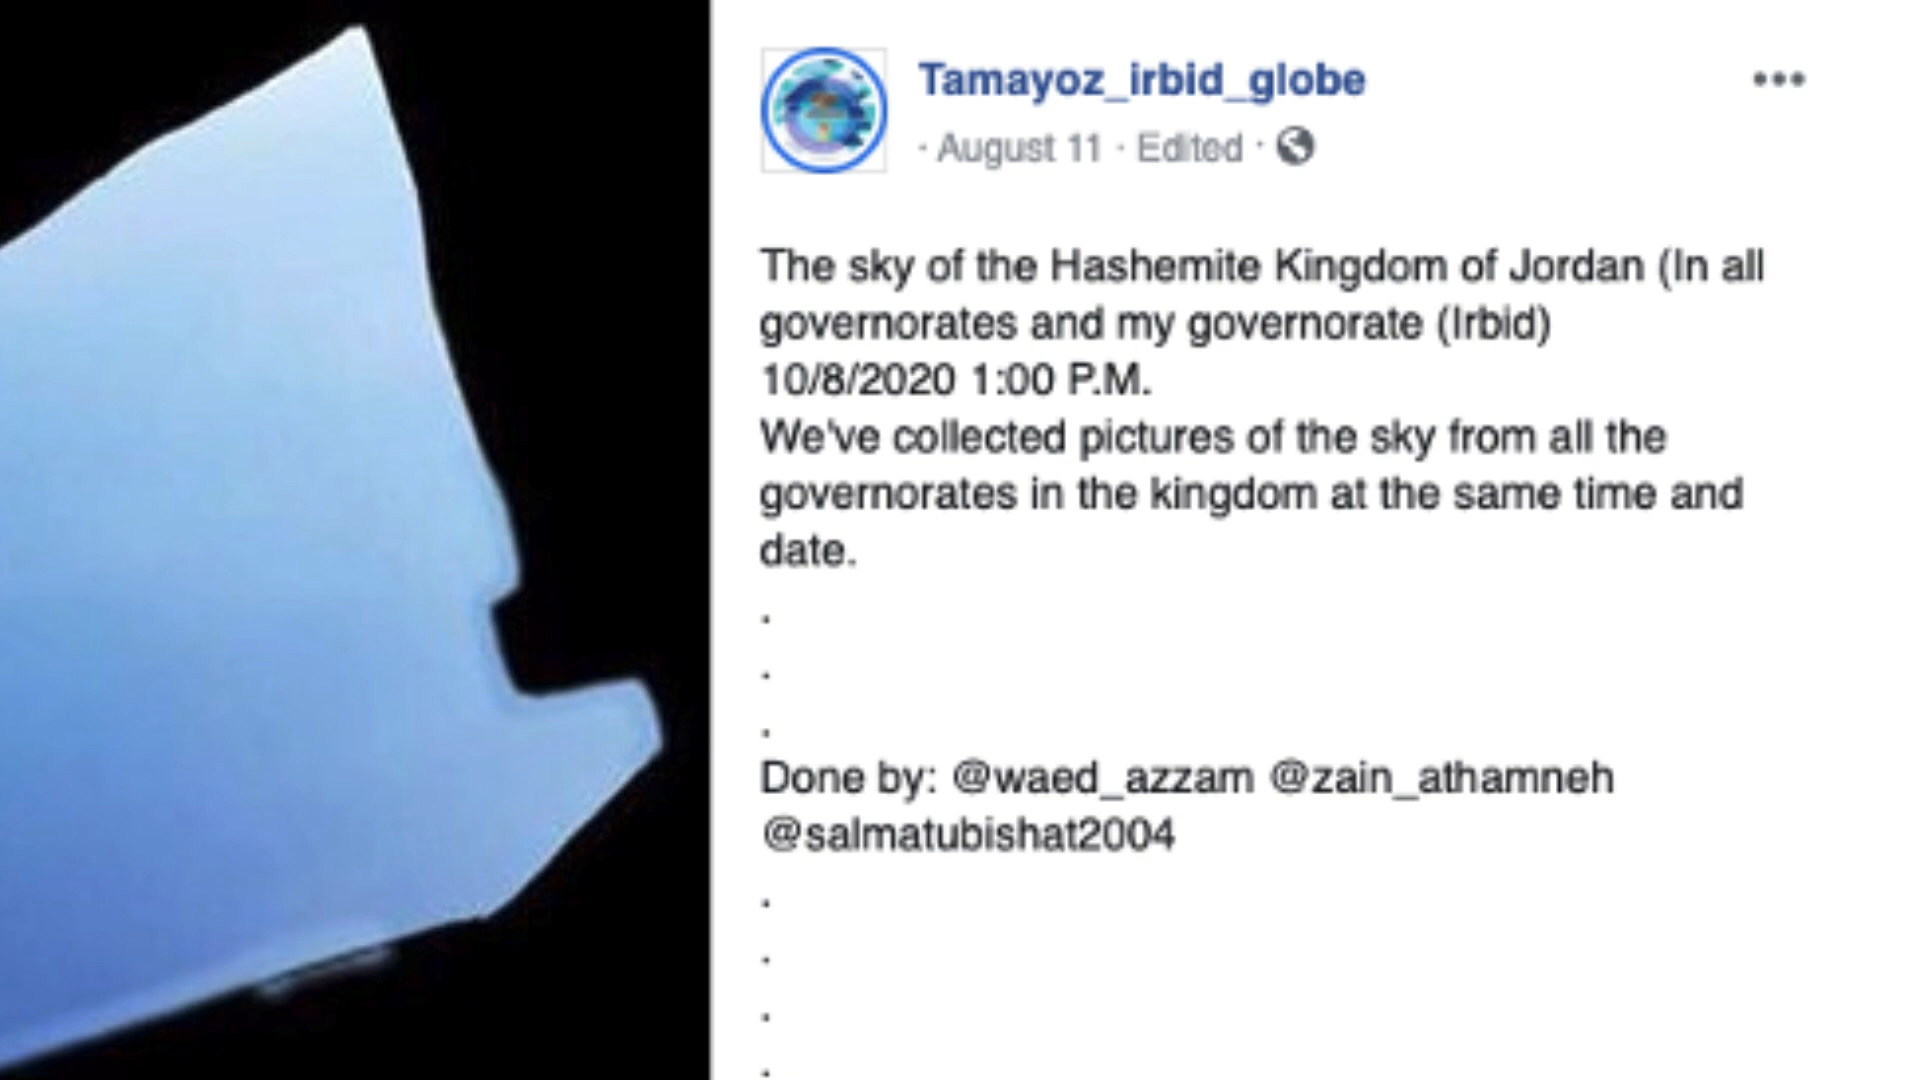 Tamayoz_irbid_globe
· August 11 · Edited ·
The sky of the Hashemite Kingdom of Jordan (In all
governorates and my governorate (Irbid)
10/8/2020 1:00 P.M.
We've collected pictures of the sky from all the
governorates in the kingdom at the same time and
date.
.
.
.
Done by: @waed_azzam @zain_athamneh
@salmatubishat2004
.
.
.
.